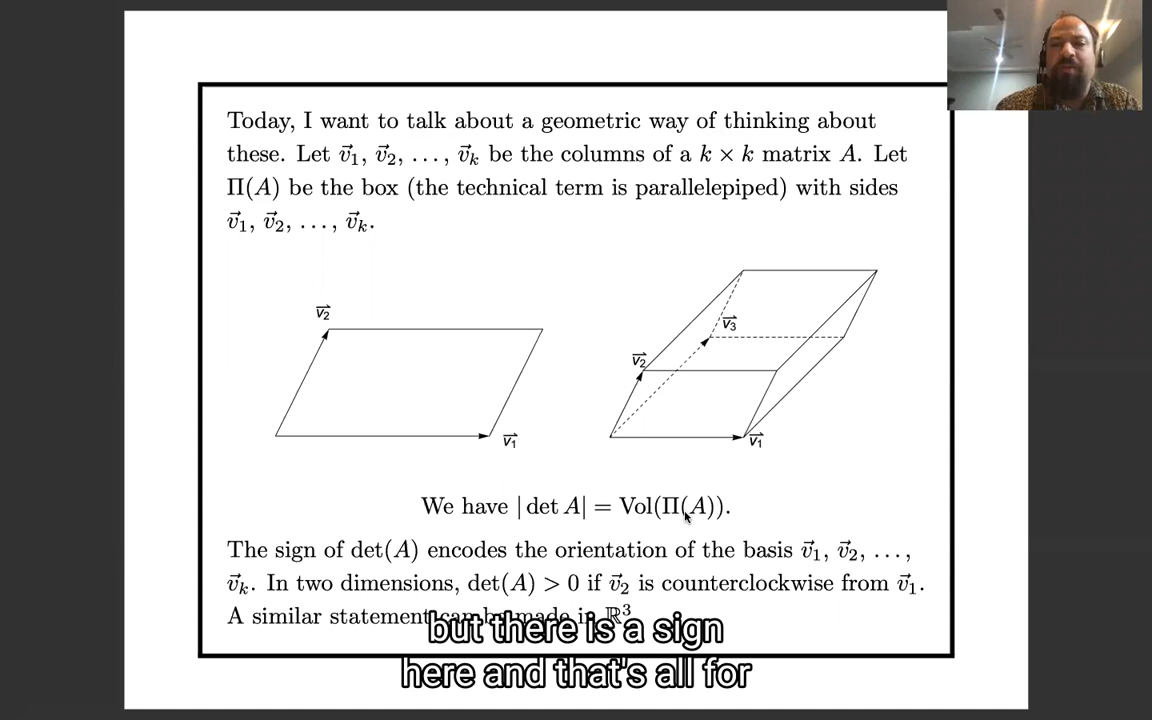 Today, I want to talk about a geometric way of thinking about
these. Let v⃗₁, v⃗₂, ..., v⃗ₖ be the columns of a k × k matrix A. Let
Π(A) be the box (the technical term is parallelepiped) with sides
v⃗₁, v⃗₂, ..., v⃗ₖ.
v⃗₂
v⃗₁
v⃗₃
v⃗₂
v⃗₁
We have | det A| = Vol(Π(A)).
The sign of det(A) encodes the orientation of the basis v⃗₁, v⃗₂, ...,
v⃗ₖ. In two dimensions, det(A) > 0 if v⃗₂ is counterclockwise from v⃗₁.
A similar statement can be made in ℝ³
but there is a sign
here and that's all for